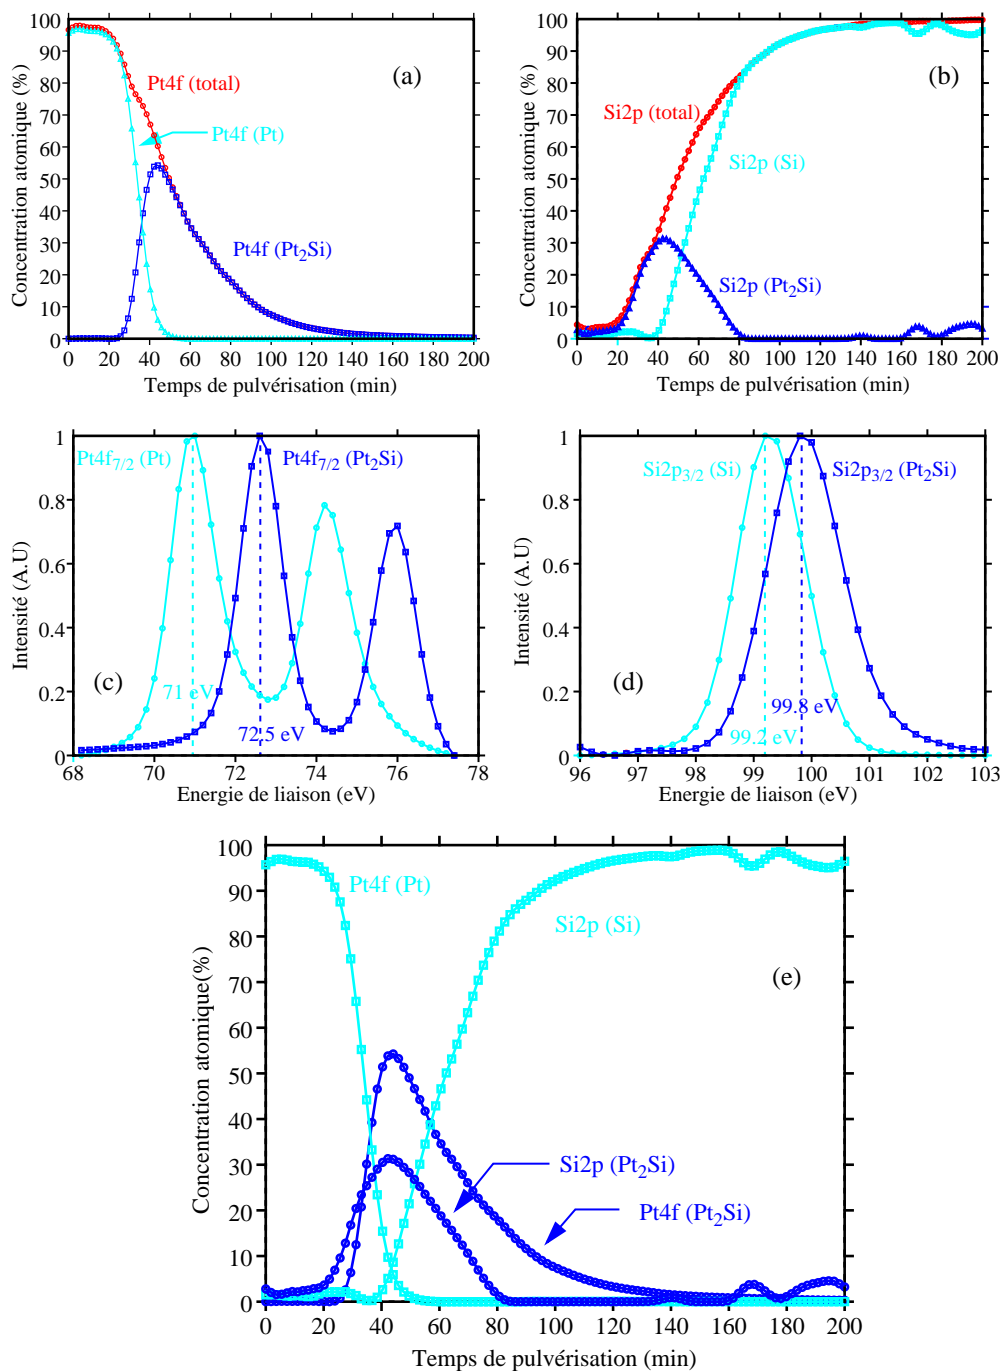 100
90
80
70
60
50
40
30
20
10
0
Concentration atomique (%)
Pt4f (total)
Pt4f (Pt)
Pt4f (Pt2Si)
(a)
0 20 40 60 80 100 120 140 160 180 200
Temps de pulvérisation (min)
100
90
80
70
60
50
40
30
20
10
0
Concentration atomique (%)
(b)
Si2p (total)
Si2p (Si)
Si2p (Pt2Si)
0 20 40 60 80 100 120 140 160 180 200
Temps de pulvérisation (min)
1
0.8
0.6
0.4
0.2
0
Intensité (A.U)
Pt4f7/2 (Pt)
Pt4f7/2 (Pt2Si)
(c)
71 eV
72.5 eV
68 70 72 74 76 78
Energie de liaison (eV)
1
0.8
0.6
0.4
0.2
0
Intensité (A.U)
Si2p3/2 (Si)
Si2p3/2 (Pt2Si)
(d)
99.8 eV
99.2 eV
96 97 98 99 100 101 102 103
Energie de liaison (eV)
100
90
80
70
60
50
40
30
20
10
0
Concentration atomique(%)
Pt4f (Pt)
Si2p (Si)
(e)
Si2p (Pt2Si)
Pt4f (Pt2Si)
0 20 40 60 80 100 120 140 160 180 200
Temps de pulvérisation (min)